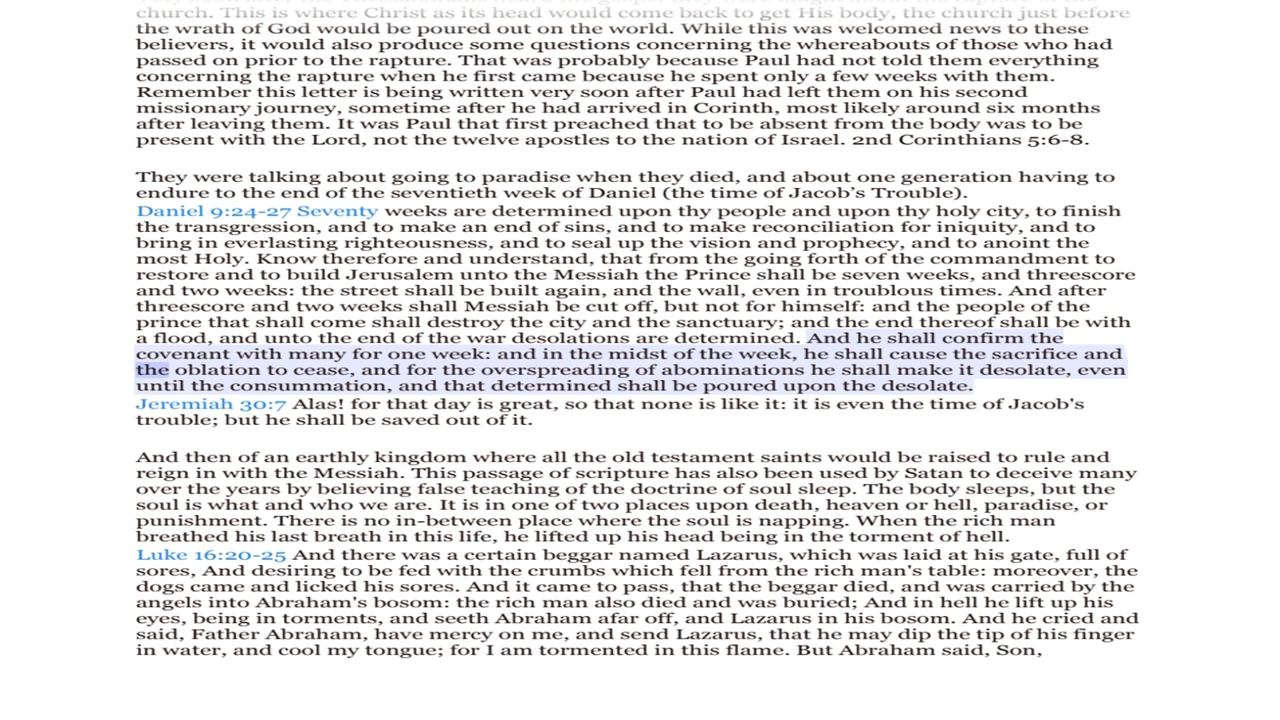 church. This is where Christ as its head would come back to get His body, the church just before
the wrath of God would be poured out on the world. While this was welcomed news to these
believers, it would also produce some questions concerning the whereabouts of those who had
passed on prior to the rapture. That was probably because Paul had not told them everything
concerning the rapture when he first came because he spent only a few weeks with them.
Remember this letter is being written very soon after Paul had left them on his second
missionary journey, sometime after he had arrived in Corinth, most likely around six months
after leaving them. It was Paul that first preached that to be absent from the body was to be
present with the Lord, not the twelve apostles to the nation of Israel. 2nd Corinthians 5:6-8.
They were talking about going to paradise when they died, and about one generation having to
endure to the end of the seventieth week of Daniel (the time of Jacob’s Trouble).
Daniel 9:24-27 Seventy weeks are determined upon thy people and upon thy holy city, to finish
the transgression, and to make an end of sins, and to make reconciliation for iniquity, and to
bring in everlasting righteousness, and to seal up the vision and prophecy, and to anoint the
most Holy. Know therefore and understand, that from the going forth of the commandment to
restore and to build Jerusalem unto the Messiah the Prince shall be seven weeks, and threescore
and two weeks: the street shall be built again, and the wall, even in troublous times. And after
threescore and two weeks shall Messiah be cut off, but not for himself: and the people of the
prince that shall come shall destroy the city and the sanctuary; and the end thereof shall be with
a flood, and unto the end of the war desolations are determined. And he shall confirm the
covenant with many for one week: and in the midst of the week, he shall cause the sacrifice and
the oblation to cease, and for the overspreading of abominations he shall make it desolate, even
until the consummation, and that determined shall be poured upon the desolate.
Jeremiah 30:7 Alas! for that day is great, so that none is like it: it is even the time of Jacob's
trouble; but he shall be saved out of it.
And then of an earthly kingdom where all the old testament saints would be raised to rule and
reign in with the Messiah. This passage of scripture has also been used by Satan to deceive many
over the years by believing false teaching of the doctrine of soul sleep. The body sleeps, but the
soul is what and who we are. It is in one of two places upon death, heaven or hell, paradise, or
punishment. There is no in-between place where the soul is napping. When the rich man
breathed his last breath in this life, he lifted up his head being in the torment of hell.
Luke 16:20-25 And there was a certain beggar named Lazarus, which was laid at his gate, full of
sores, And desiring to be fed with the crumbs which fell from the rich man's table: moreover, the
dogs came and licked his sores. And it came to pass, that the beggar died, and was carried by the
angels into Abraham's bosom: the rich man also died and was buried; And in hell he lift up his
eyes, being in torments, and seeth Abraham afar off, and Lazarus in his bosom. And he cried and
said, Father Abraham, have mercy on me, and send Lazarus, that he may dip the tip of his finger
in water, and cool my tongue; for I am tormented in this flame. But Abraham said, Son,